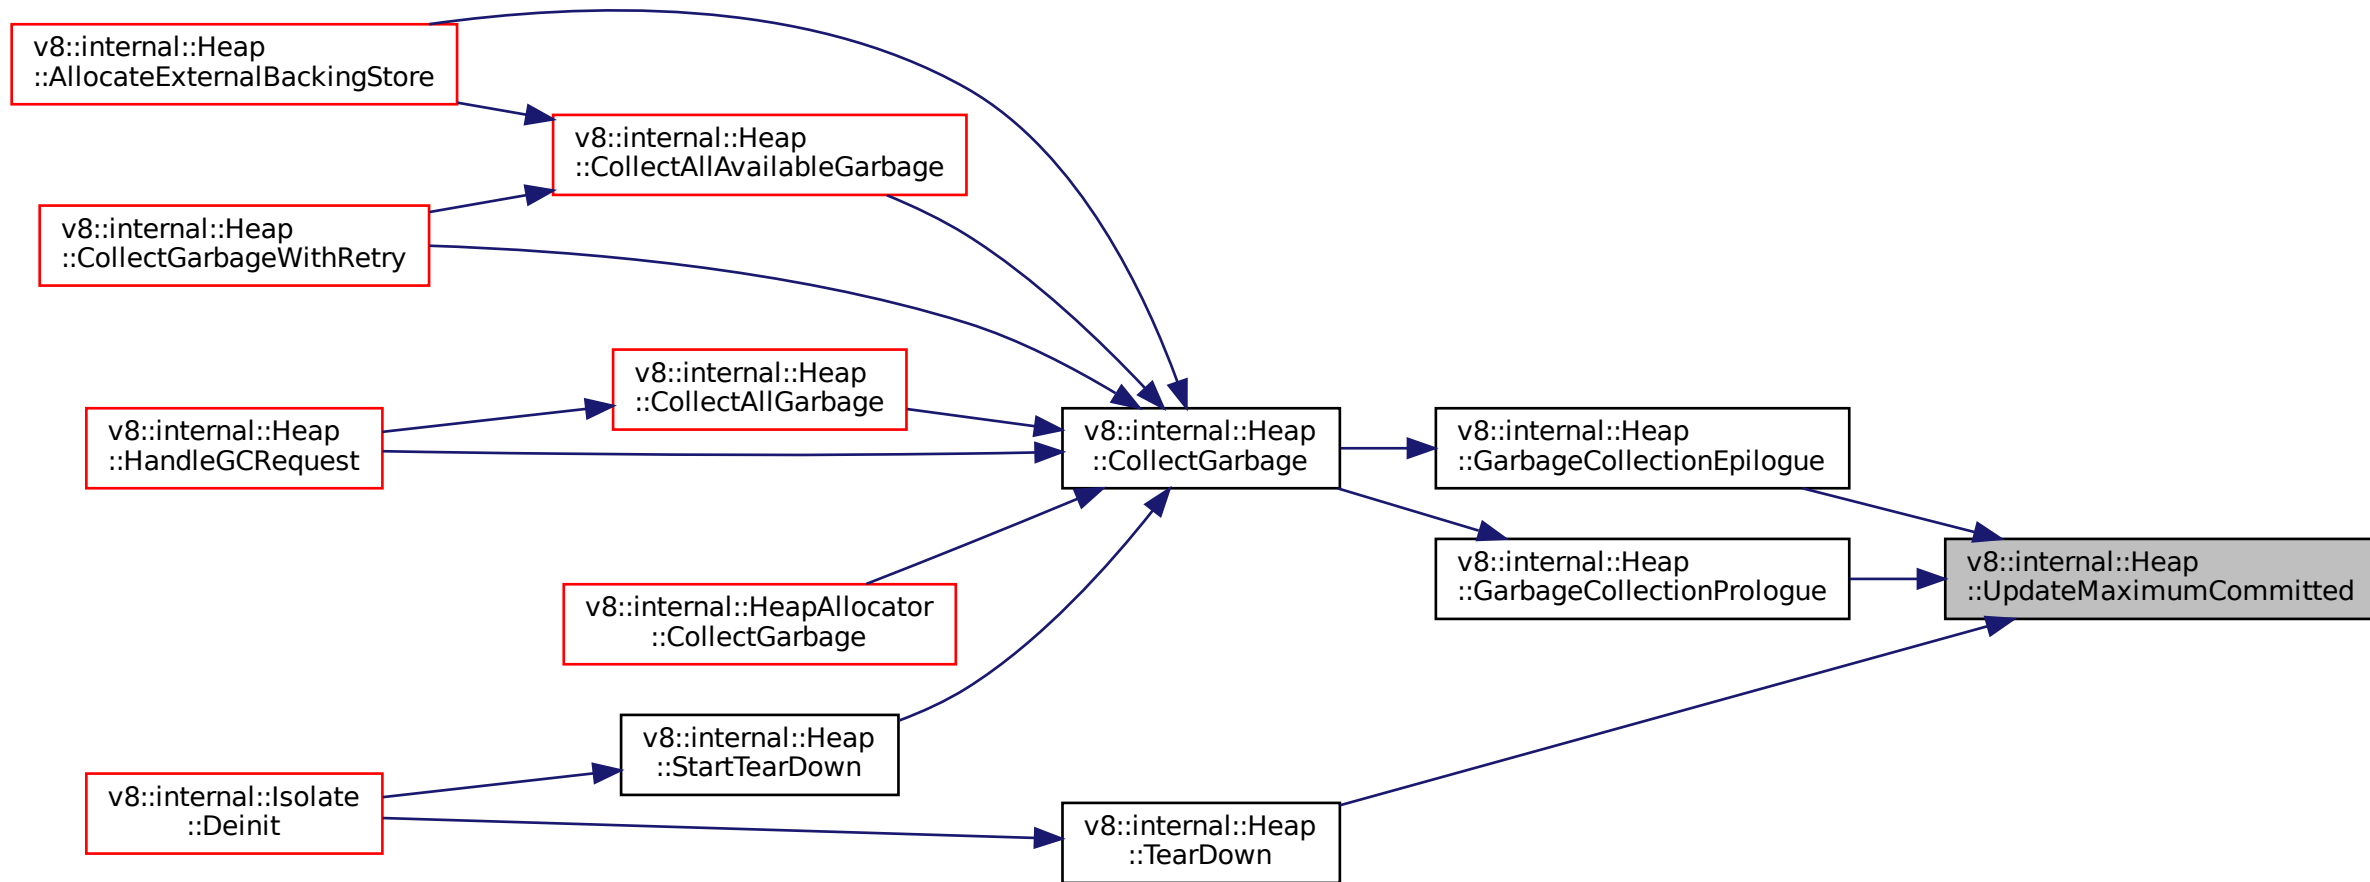 v8::internal::Heap
::AllocateExternalBackingStore
v8::internal::Heap
::CollectAllAvailableGarbage
v8::internal::Heap
::CollectGarbageWithRetry
v8::internal::Heap
::CollectAllGarbage
v8::internal::Heap
::HandleGCRequest
v8::internal::Heap
::CollectGarbage
v8::internal::Heap
::GarbageCollectionEpilogue
v8::internal::Heap
::GarbageCollectionPrologue
v8::internal::Heap
::UpdateMaximumCommitted
v8::internal::HeapAllocator
::CollectGarbage
v8::internal::Heap
::StartTearDown
v8::internal::Isolate
::Deinit
v8::internal::Heap
::TearDown